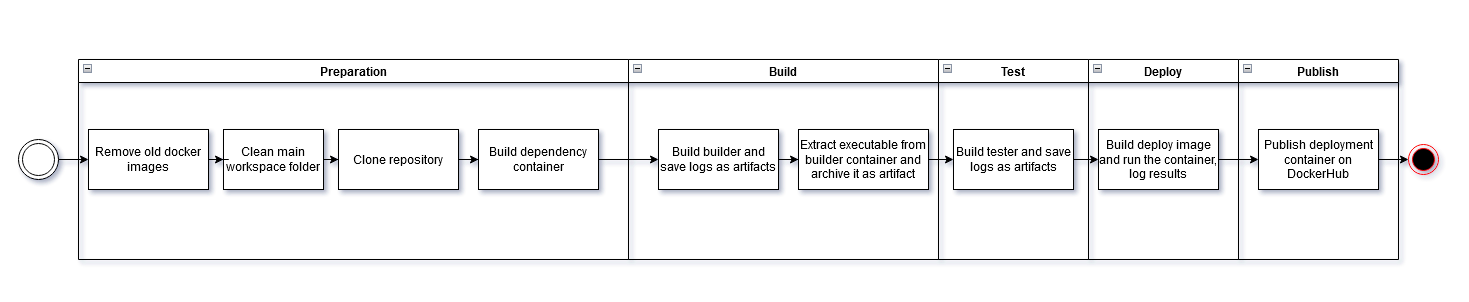 Preparation
Build
Test
Deploy
Publish
Remove old docker
images
Clean main
workspace folder
Clone repository
Build dependency
container
Build builder and
save logs as artifacts
Extract executable from
builder container and
archive it as artifact
Build tester and save
logs as artifacts
Build deploy image
and run the container,
log results
Publish deployment
container on
DockerHub